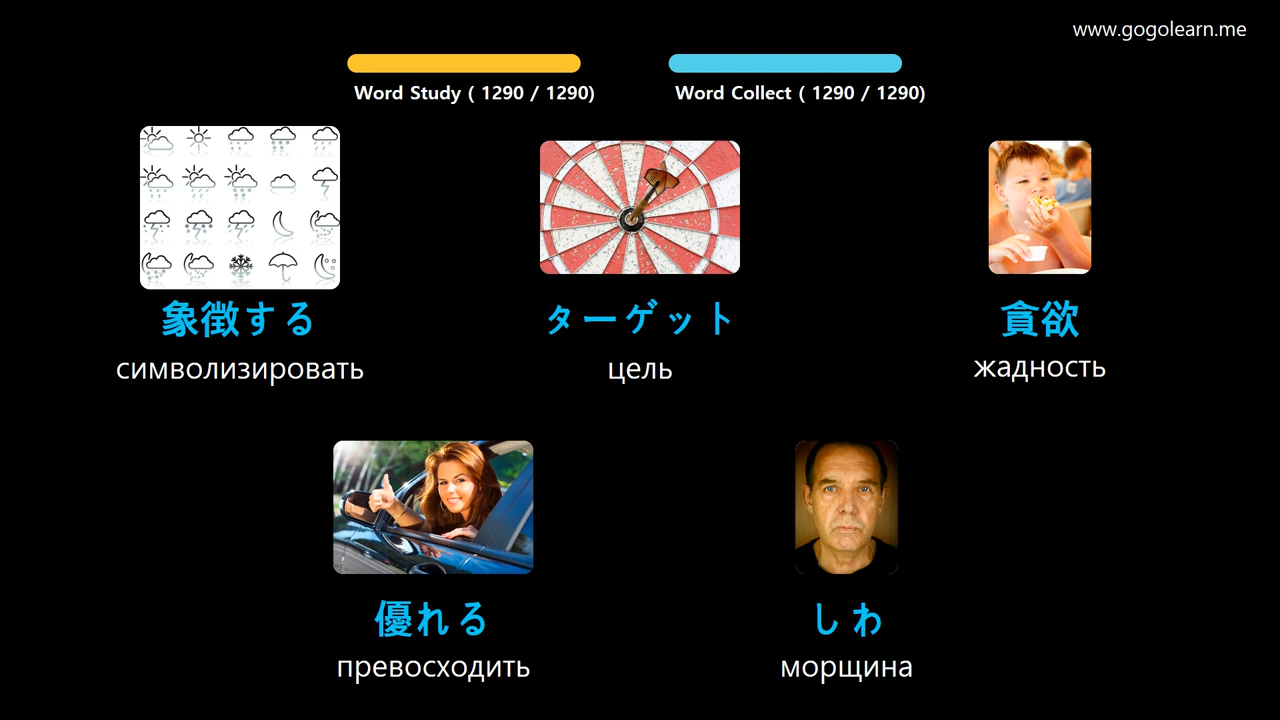 www.gogolearn.me
Word Study ( 1290 / 1290)
Word Collect ( 1290 / 1290)
象徴する
символизировать
ターゲット
цель
貪欲
жадность
優れる
превосходить
しわ
морщина